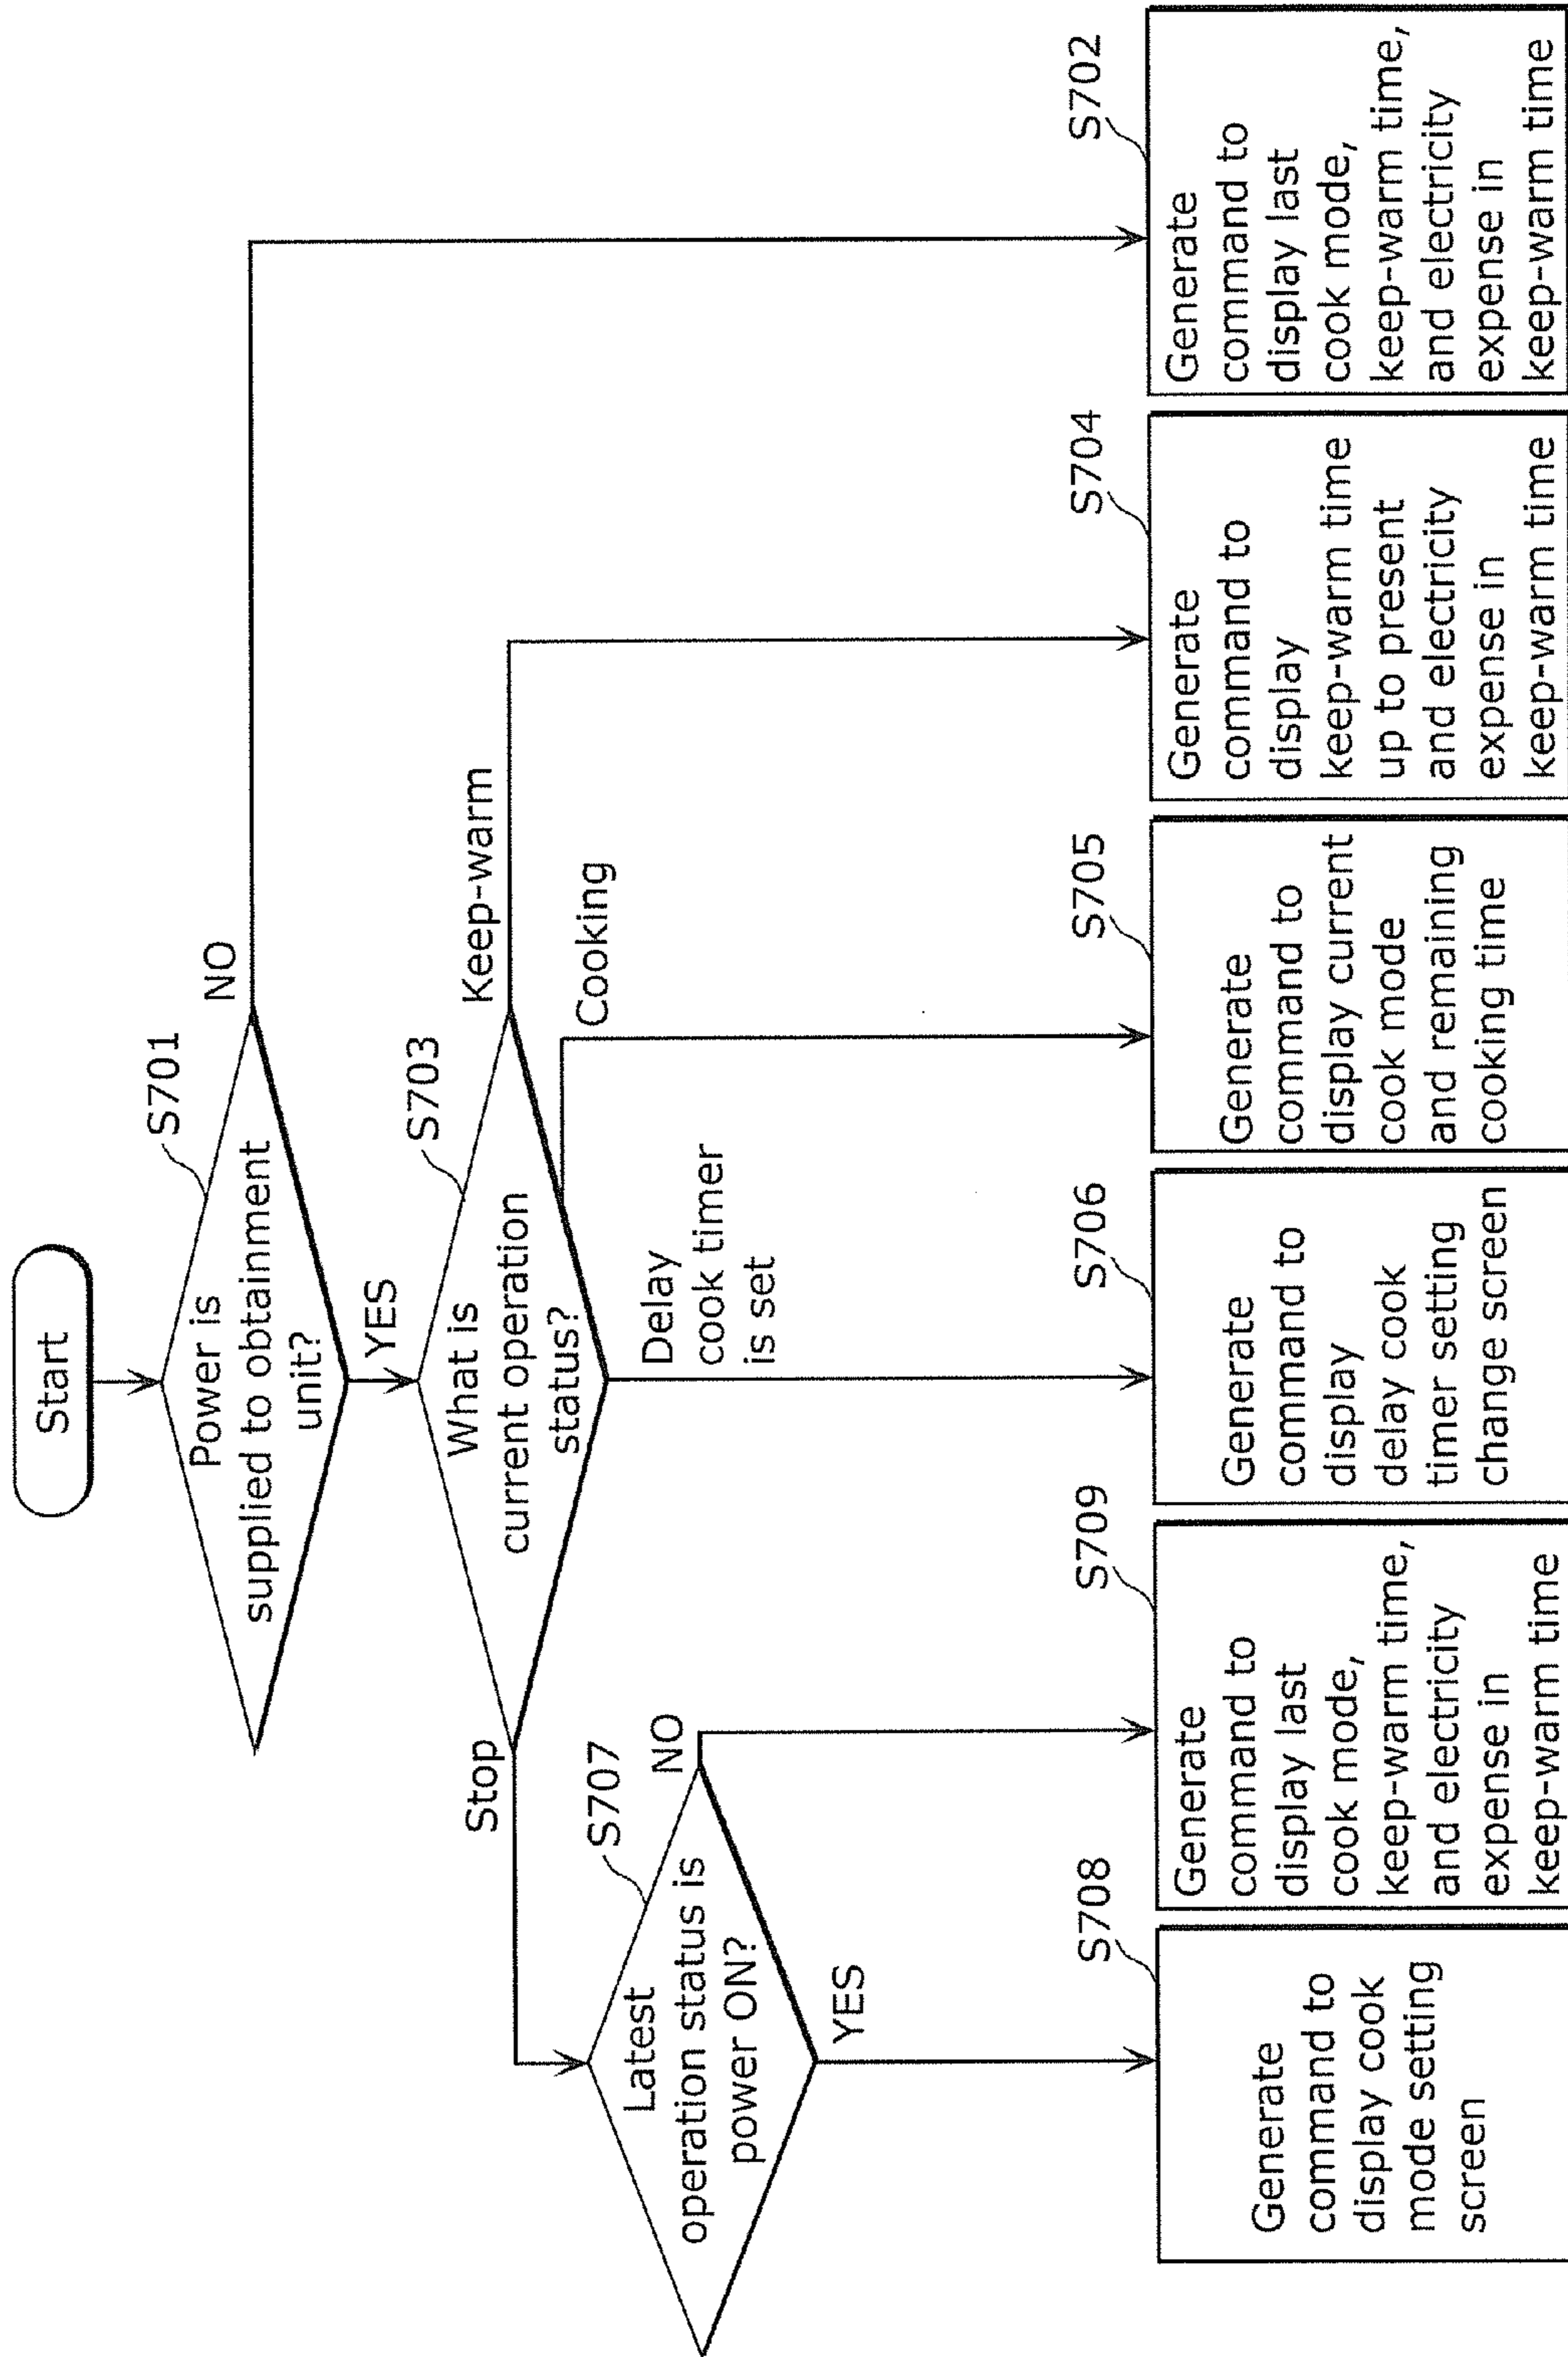 Start
S701
Power is
supplied to obtainment
unit?
NO
YES
S703
What is
current operation
status?
Stop
Keep-warm
Cooking
Delay
cook timer
is set
S707
Latest
operation status is
power ON?
NO
YES
S708
Generate
command to
display cook
mode setting
screen
S709
Generate
command to
display last
cook mode,
keep-warm time,
and electricity
expense in
keep-warm time
S706
Generate
command to
display
delay cook
timer setting
change screen
S705
Generate
command to
display current
cook mode
and remaining
cooking time
S704
Generate
command to
display
keep-warm time
up to present
and electricity
expense in
keep-warm time
S702
Generate
command to
display last
cook mode,
keep-warm time,
and electricity
expense in
keep-warm time